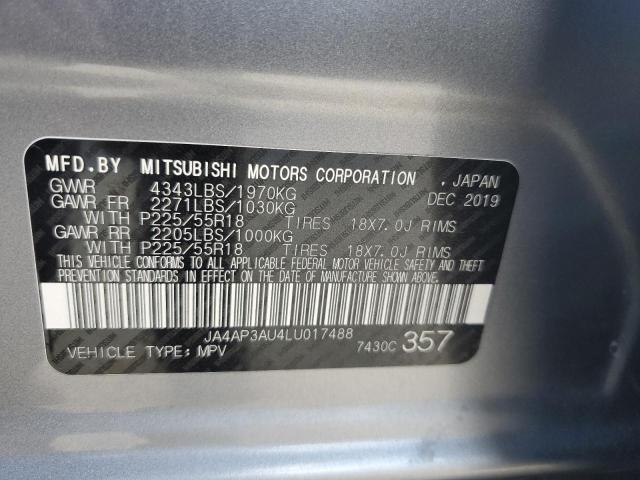 MFD.BY MITSUBISHI MOTORS CORPORATION , JAPAN
GVWR 4343LBS/1970KG DEC 2019
GAWR FR 2271LBS/1030KG
WITH P225/55R18 TIRES 18X7.0J RIMS
GAWR RR 2205LBS/1000KG
WITH P225/55R18 TIRES 18X7.0J RIMS
THIS VEHICLE CONFORMS TO ALL APPLICABLE FEDERAL MOTOR VEHICLE SAFETY AND THEFT
PREVENTION STANDARDS IN EFFECT ON THE DATE OF MANUFACTURE SHOWN ABOVE.
JA4AP3AU4LU017488
VEHICLE TYPE:MPV 7430C 357